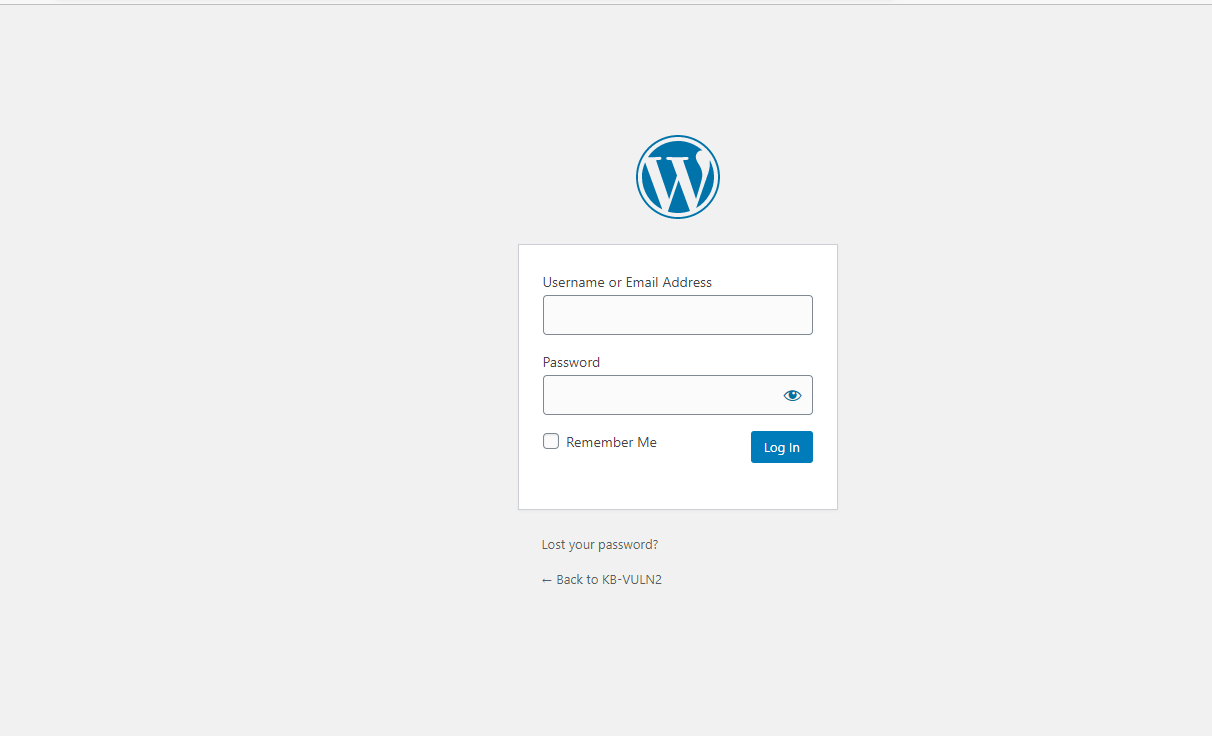 Username or Email Address
Password
Remember Me
Log In
Lost your password?
← Back to KB-VULN2